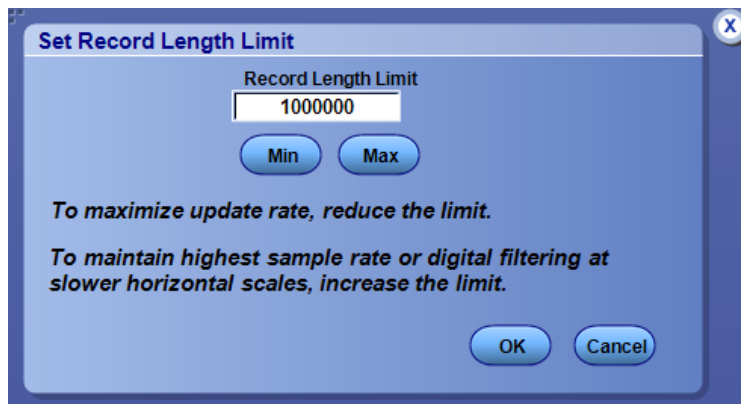 Set Record Length Limit
X
Record Length Limit
1000000
Min Max
To maximize update rate, reduce the limit.
To maintain highest sample rate or digital filtering at
slower horizontal scales, increase the limit.
OK Cancel